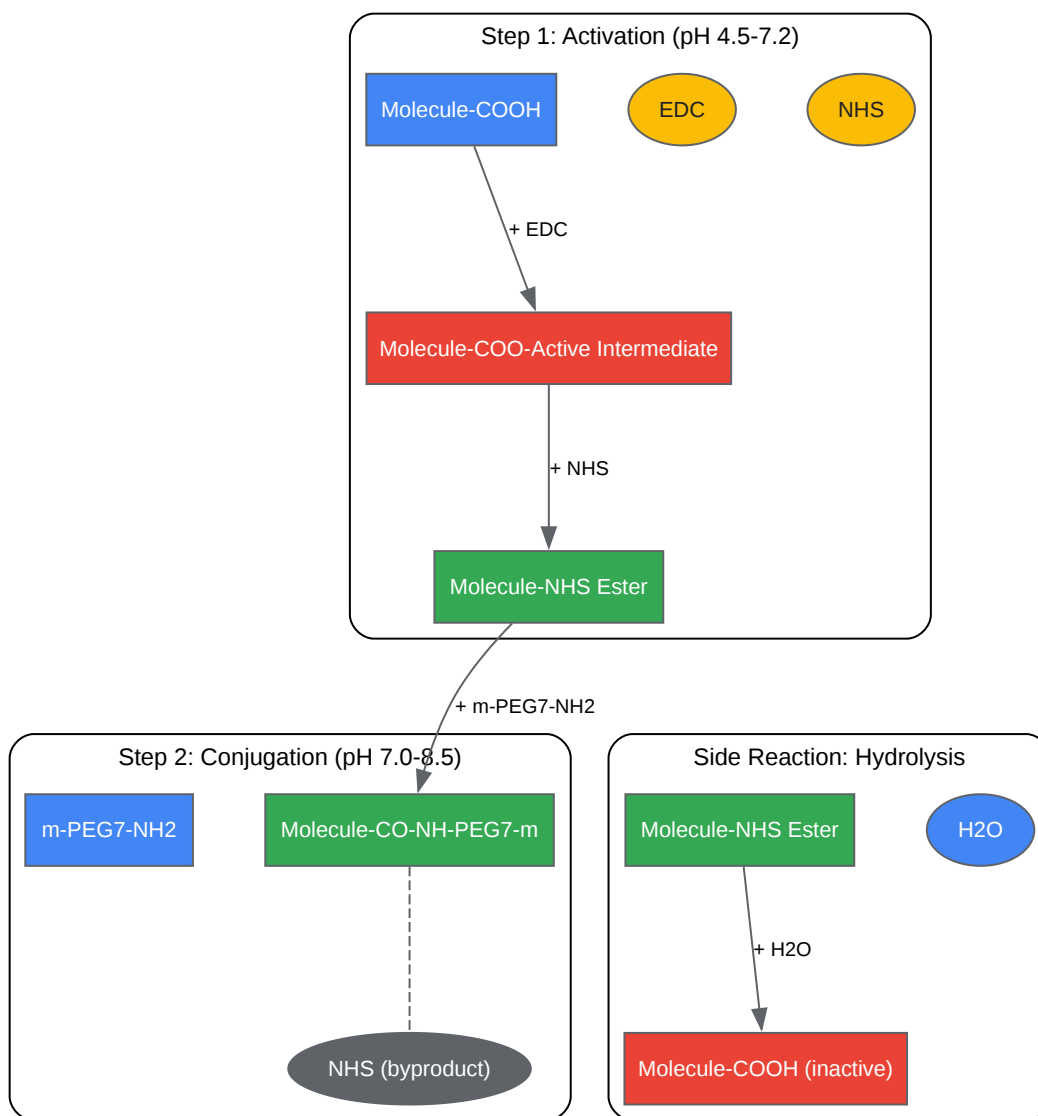 Step 1: Activation (pH 4.5-7.2)
Molecule-COOH
EDC
NHS
+ EDC
Molecule-COO-Active Intermediate
+ NHS
Molecule-NHS Ester
+ m-PEG7-NH2
Step 2: Conjugation (pH 7.0-8.5)
m-PEG7-NH2
Molecule-CO-NH-PEG7-m
NHS (byproduct)
Side Reaction: Hydrolysis
Molecule-NHS Ester
H2O
+ H2O
Molecule-COOH (inactive)